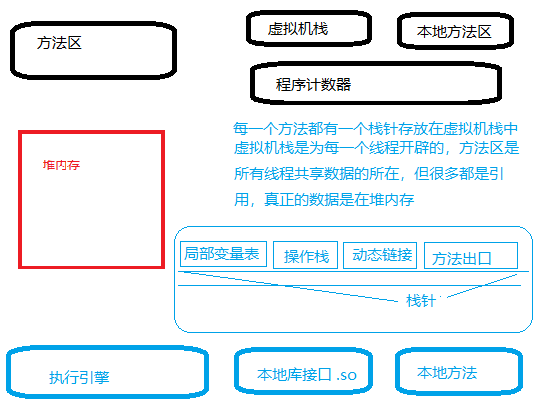 方法区
虚拟机栈
本地方法区
程序计数器
每一个方法都有一个栈针存放在虚拟机栈中
虚拟机栈是为每一个线程开辟的，方法区是
所有线程共享数据的所在，但很多都是引
用，真正的数据是在堆内存
堆内存
局部变量表
操作栈
动态链接
方法出口
栈针
执行引擎
本地库接口 .so
本地方法